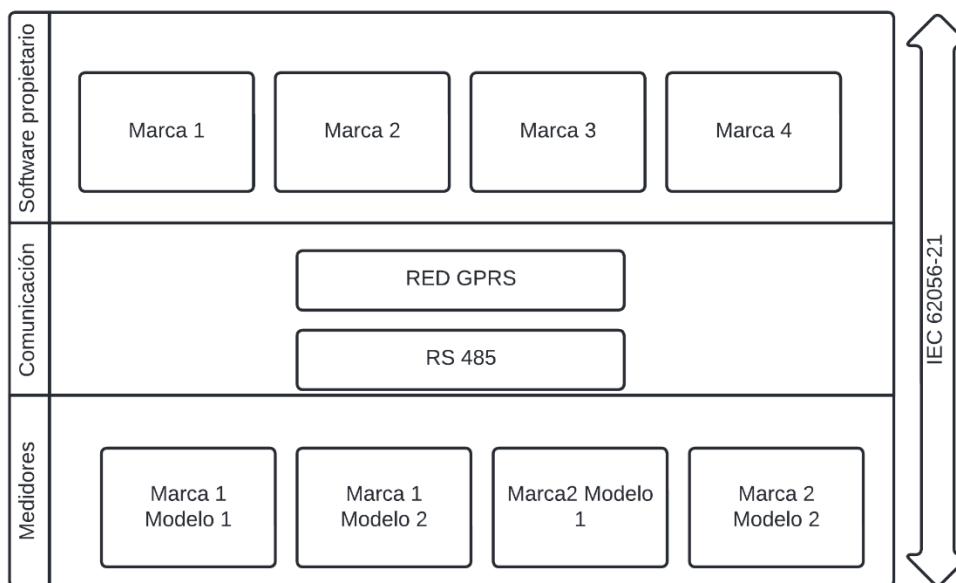 Software propietario
Marca 1
Marca 2
Marca 3
Marca 4
Comunicación
RED GPRS
RS 485
Medidores
Marca 1
Modelo 1
Marca 1
Modelo 2
Marca2 Modelo
1
Marca 2
Modelo 2
IEC 62056-21